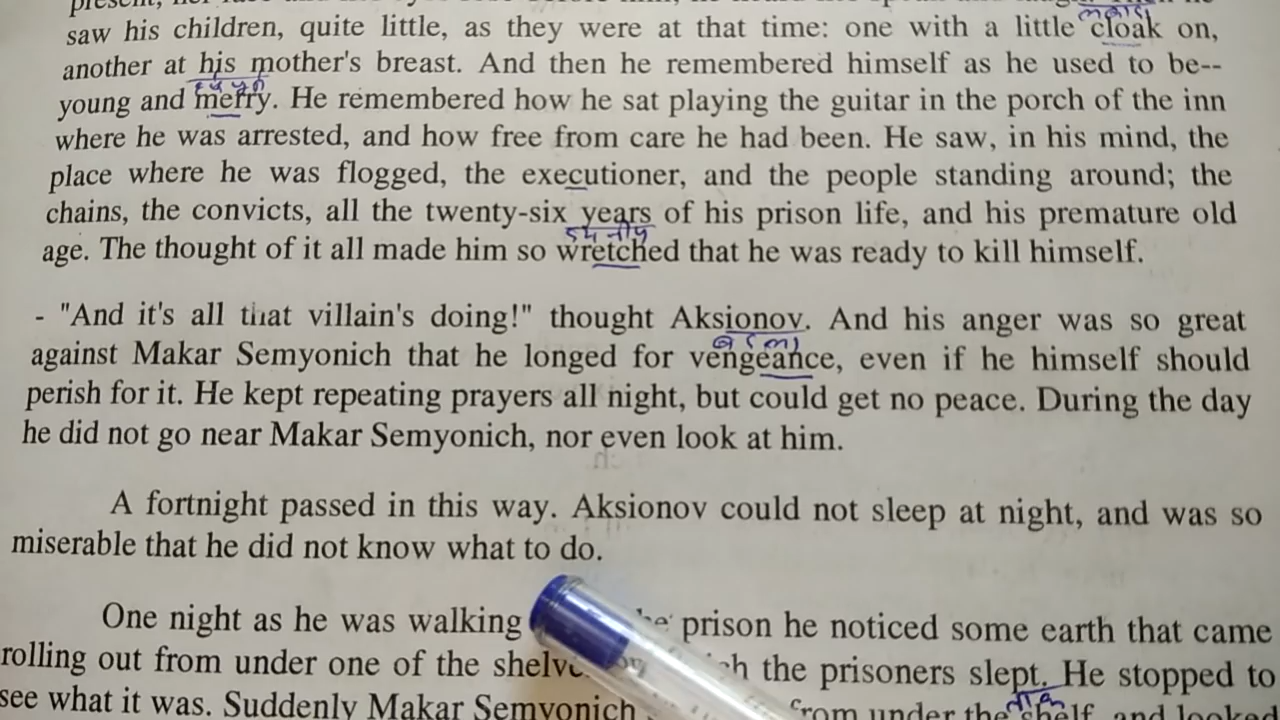 saw his children, quite little, as they were at that time: one with a little cloak on,
another at his mother's breast. And then he remembered himself as he used to be--
young and merry. He remembered how he sat playing the guitar in the porch of the inn
where he was arrested, and how free from care he had been. He saw, in his mind, the
place where he was flogged, the executioner, and the people standing around; the
chains, the convicts, all the twenty-six years of his prison life, and his premature old
दयनीय
age. The thought of it all made him so wretched that he was ready to kill himself.
- "And it's all that villain's doing!" thought Aksionov. And his anger was so great
बदला
against Makar Semyonich that he longed for vengeance, even if he himself should
perish for it. He kept repeating prayers all night, but could get no peace. During the day
he did not go near Makar Semyonich, nor even look at him.
A fortnight passed in this way. Aksionov could not sleep at night, and was so
miserable that he did not know what to do.
One night as he was walking prison he noticed some earth that came
rolling out from under one of the the prisoners slept. He stopped to
see what it was. Suddenly Makar Semyonich from under the shelf, and looked